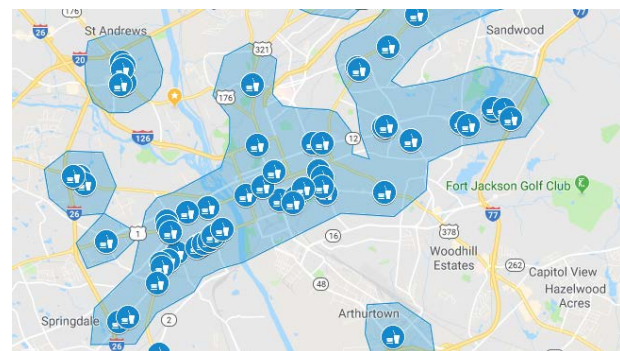 176
26
St Andrews
77
Sandwood
20
321
176
126
12
Fort Jackson Golf Club
26
1
77
378
16
Woodhill
Estates
262
Capitol View
48
Hazelwood
Acres
Arthurtown
Springdale
2
26